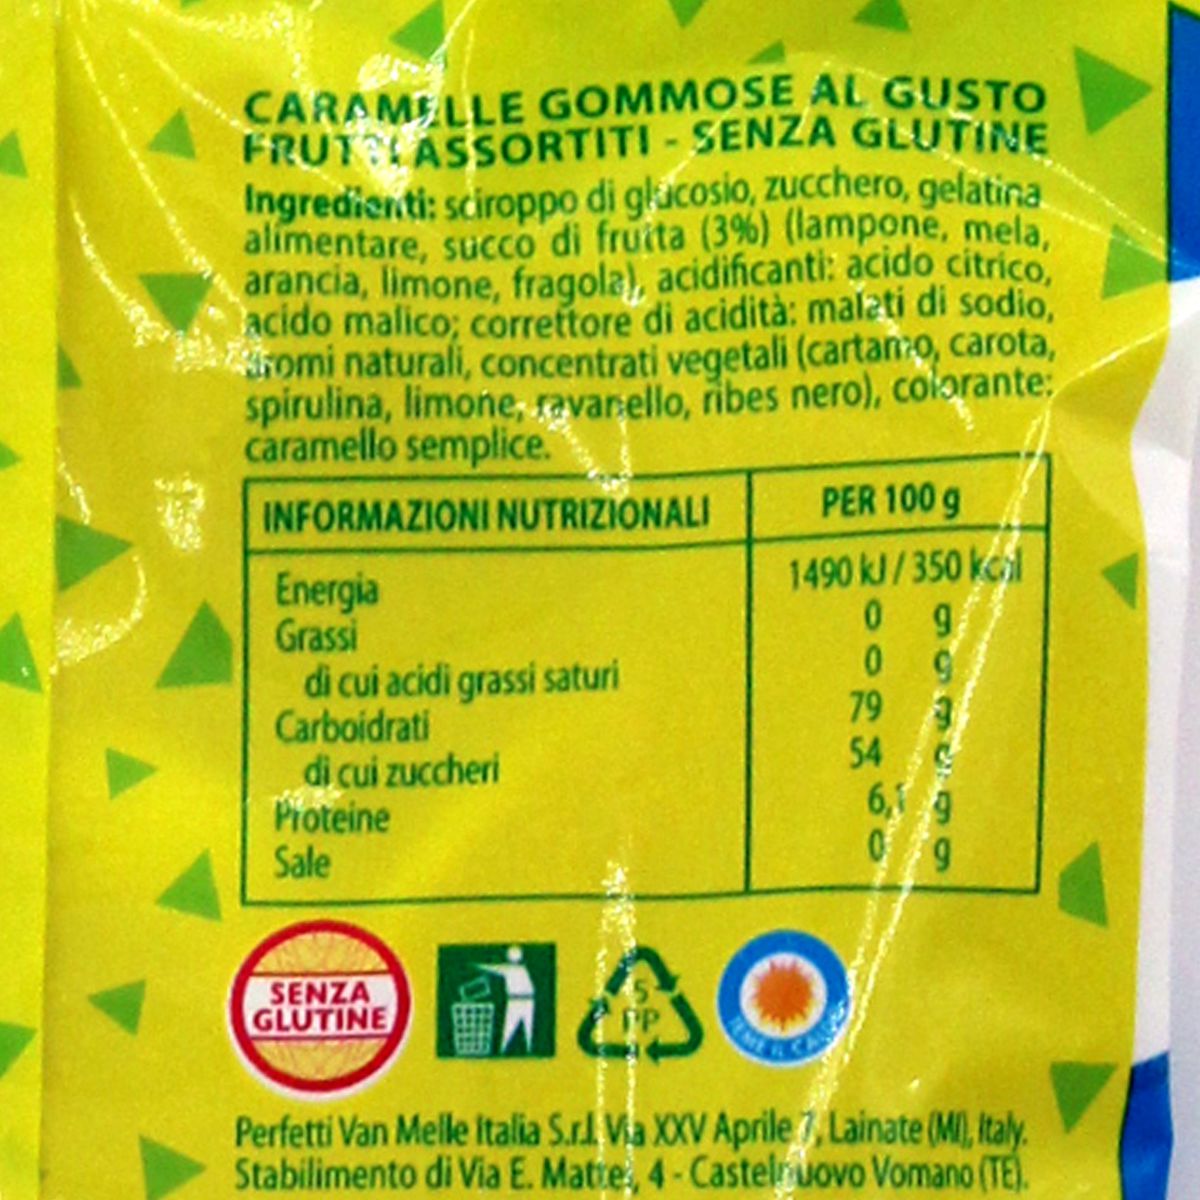 CARAMELLE GOMMOSE AL GUSTO
FRUTTI ASSORTITI - SENZA GLUTINE
Ingredienti: sciroppo di glucosio, zucchero, gelatina
alimentare, succo di frutta (3%) (lampone, mela,
arancia, limone, fragola), acidificanti: acido citrico,
acido malico; correttore di acidità: malati di sodio,
aromi naturali, concentrati vegetali (cartamo, carota,
spirulina, limone, ravanello, ribes nero), colorante:
caramello semplice.
INFORMAZIONI NUTRIZIONALI PER 100 g
Energia 1490 kJ / 350 kcal
Grassi 0 g
di cui acidi grassi saturi 0 g
Carboidrati 79 g
di cui zuccheri 54 g
Proteine 6,1 g
Sale 0 g
SENZA
GLUTINE
5
PP
TEME IL CALORE
Perfetti Van Melle Italia S.r.l. Via XXV Aprile 7, Lainate (MI), Italy.
Stabilimento di Via E. Mattei, 4 - Castelnuovo Vomano (TE).